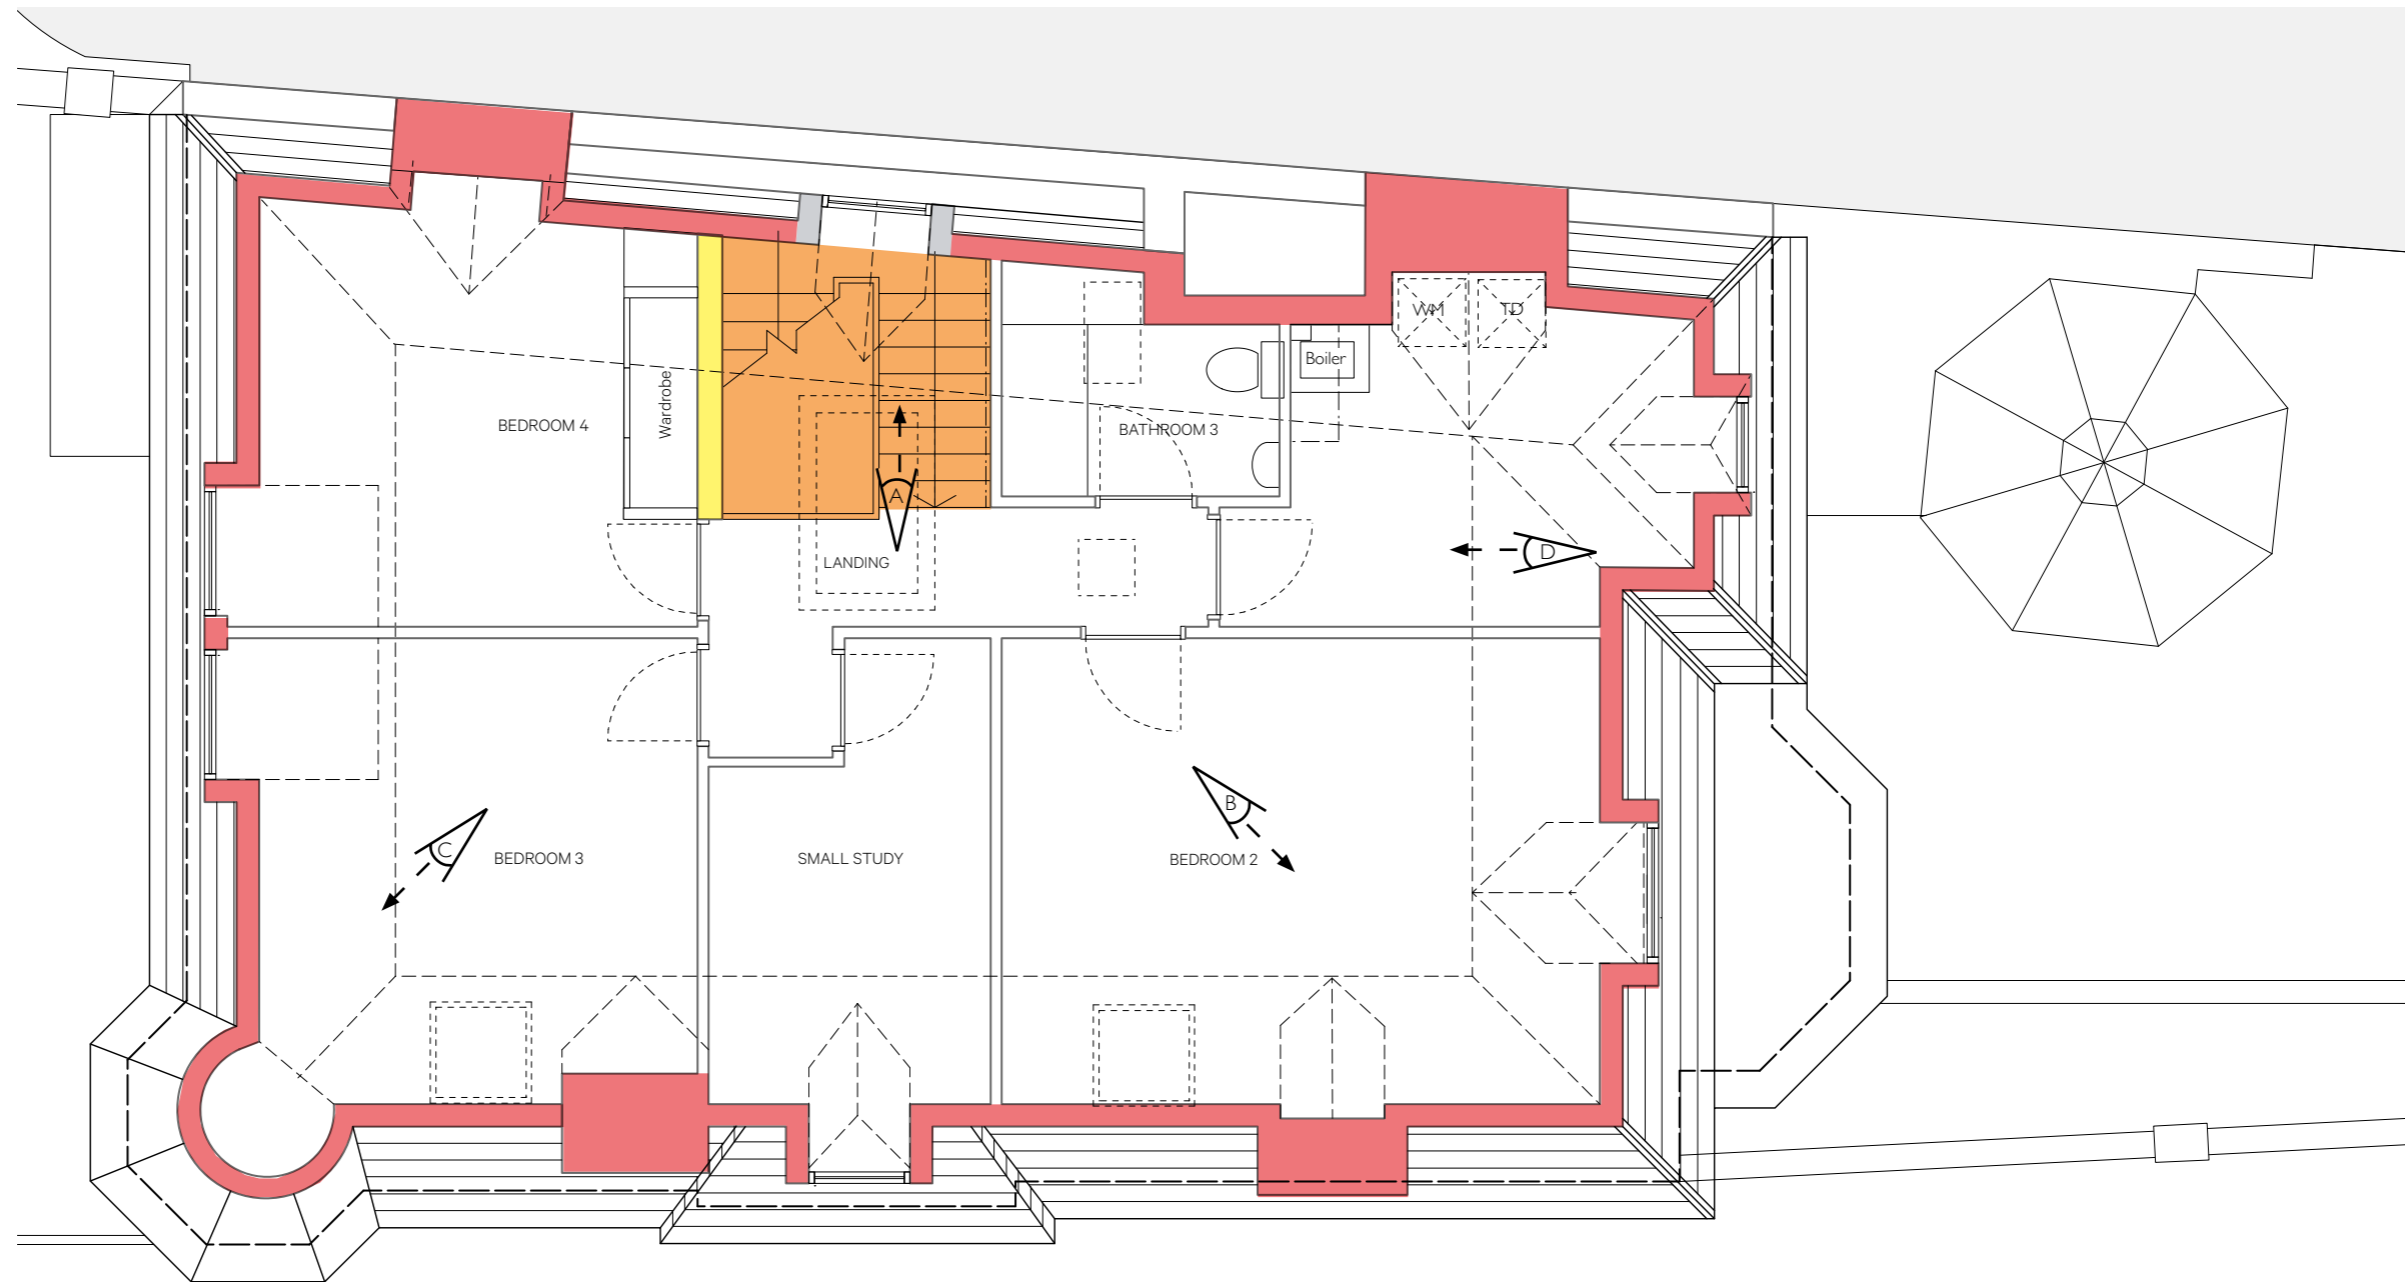 WM
TD
Boiler
Wardrobe
BEDROOM 4
BATHROOM 3
A
LANDING
D
B
C
BEDROOM 3
SMALL STUDY
BEDROOM 2